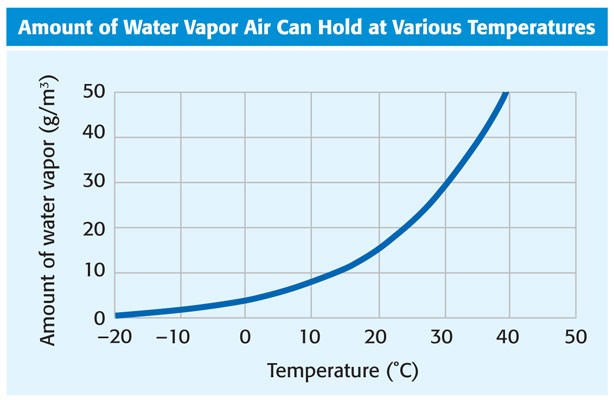 Amount of Water Vapor Air Can Hold at Various Temperatures
Amount of water vapor (g/m³)
50
40
30
20
10
0
−20 −10 0 10 20 30 40 50
Temperature (˚C)